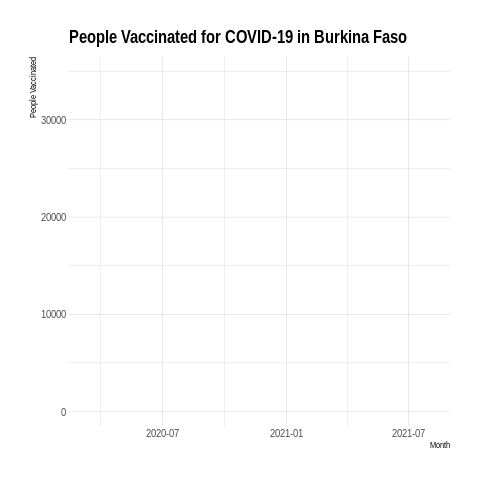 People Vaccinated for COVID-19 in Burkina Faso
People Vaccinated
30000
20000
10000
0
2020-07 2021-01 2021-07
Month